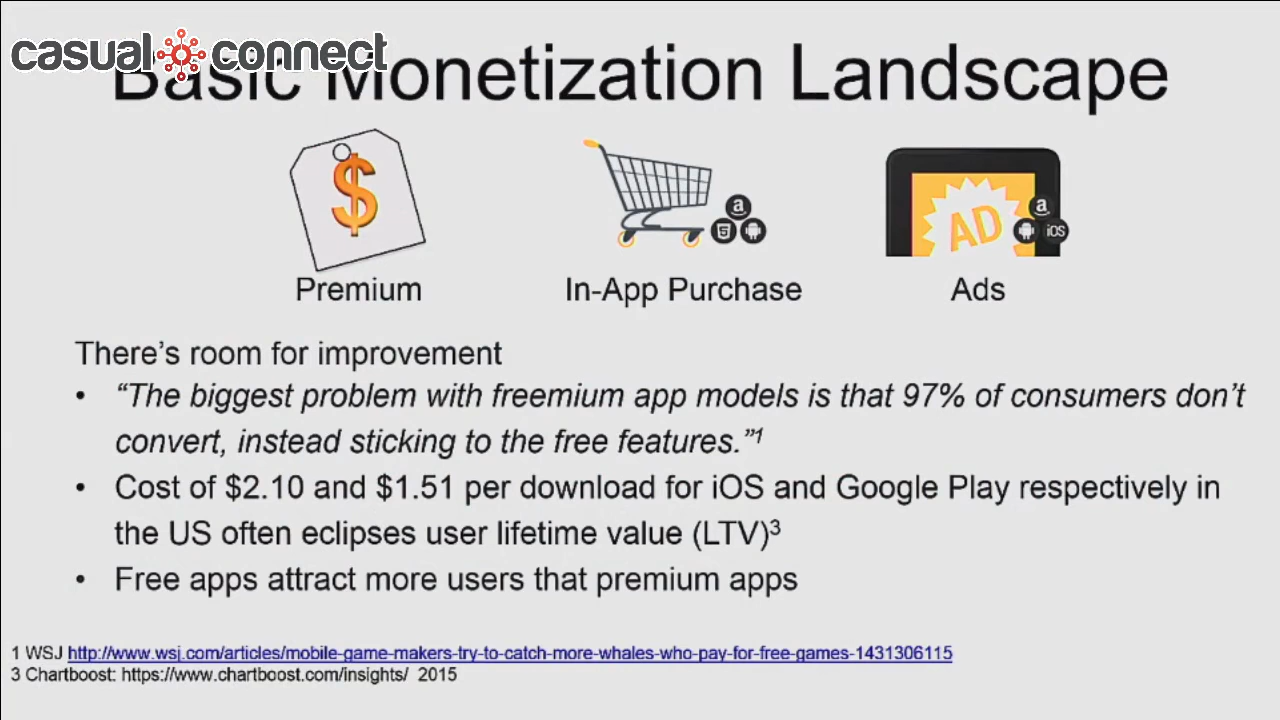 casual connect
Basic Monetization Landscape
$
a
AD
a
iOS
Premium
In-App Purchase
Ads
There’s room for improvement
• “The biggest problem with freemium app models is that 97% of consumers don’t
convert, instead sticking to the free features.”1
• Cost of $2.10 and $1.51 per download for iOS and Google Play respectively in
the US often eclipses user lifetime value (LTV)3
• Free apps attract more users that premium apps
1 WSJ http://www.wsj.com/articles/mobile-game-makers-try-to-catch-more-whales-who-pay-for-free-games-1431306115
3 Chartboost: https://www.chartboost.com/insights/ 2015